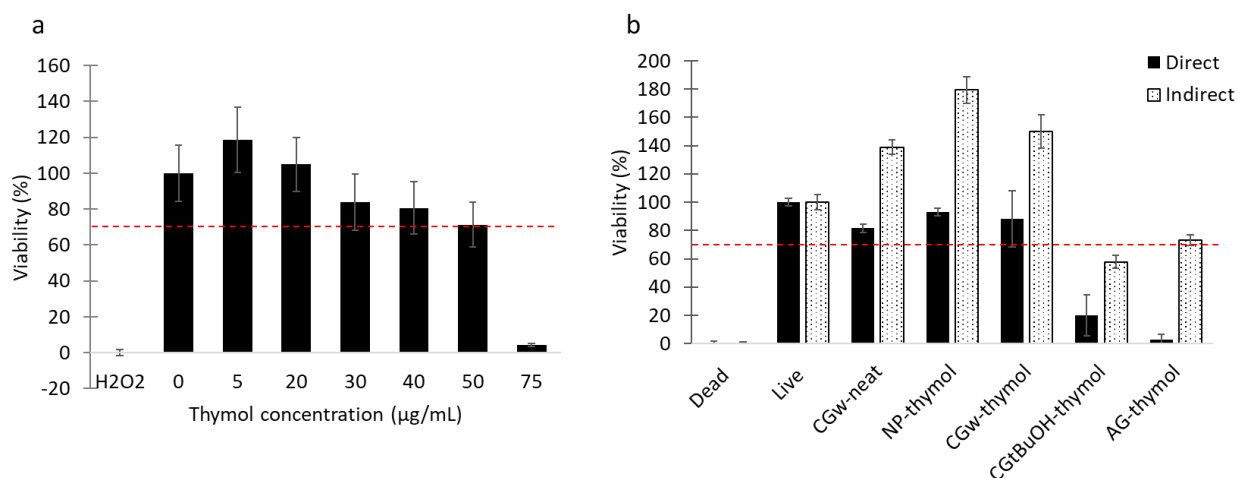 a
160
140
120
100
80
60
40
20
0
-20
Viability (%)
H2O2 0 5 20 30 40 50 75
Thymol concentration (µg/mL)
b
200
180
160
140
120
100
80
60
40
20
0
Viability (%)
Direct
Indirect
Dead
Live
CGw-neat
NP-thymol
CGw-thymol
CGtBuOH-thymol
AG-thymol